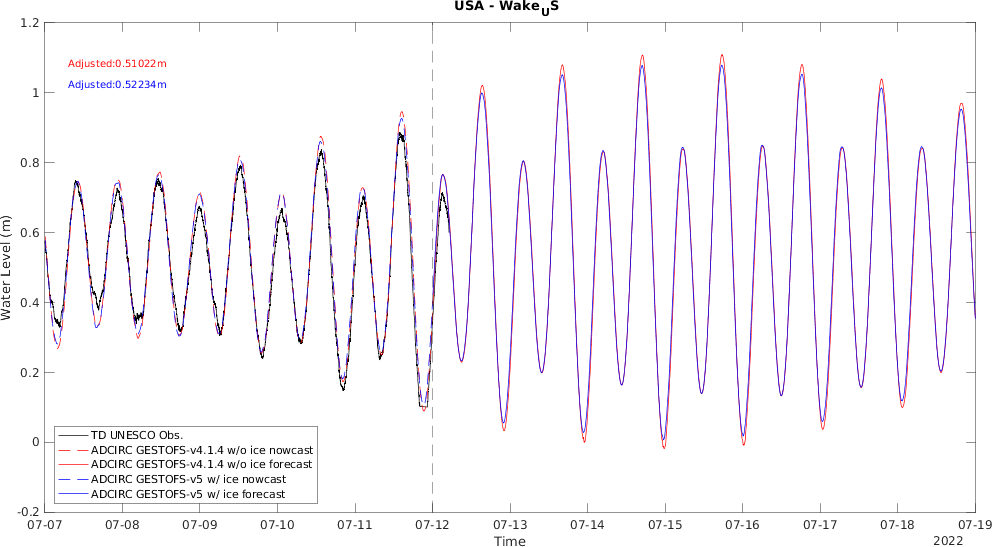 USA - WakeUS
1.2
1
0.8
0.6
0.4
0.2
0
-0.2
Water Level (m)
Adjusted:0.51022m
Adjusted:0.52234m
TD UNESCO Obs.
ADCIRC GESTOFS-v4.1.4 w/o ice nowcast
ADCIRC GESTOFS-v4.1.4 w/o ice forecast
ADCIRC GESTOFS-v5 w/ ice nowcast
ADCIRC GESTOFS-v5 w/ ice forecast
07-07 07-08 07-09 07-10 07-11 07-12 07-13 07-14 07-15 07-16 07-17 07-18 07-19
Time
2022